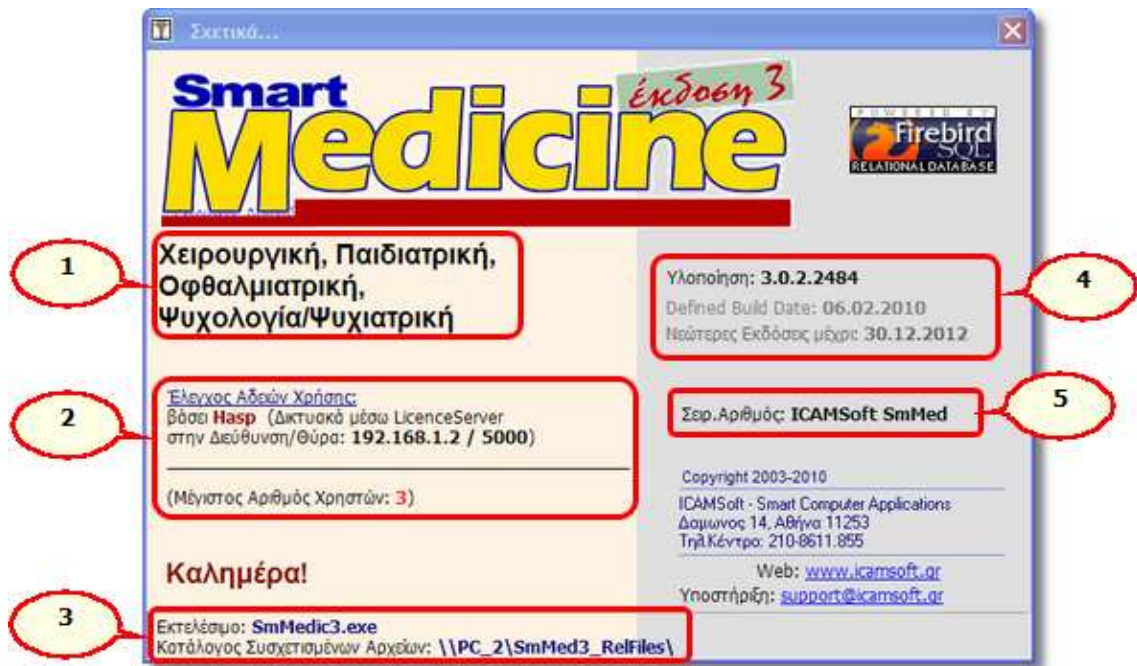 Σχετικά...
Smart
Medicine
έκδοση 3
POWERED BY
Firebird
SQL
RELATIONAL DATABASE
1
Χειρουργική, Παιδιατρική,
Οφθαλμιατρική,
Ψυχολογία/Ψυχιατρική
Υλοποίηση: 3.0.2.2484
Defined Build Date: 06.02.2010
Νεώτερες Εκδόσεις μέχρι: 30.12.2012
4
2
Έλεγχος Αδειών Χρήσης:
βάσει Hasp (Δικτυακά μέσω LicenceServer
στην Διεύθυνση/Θύρα: 192.168.1.2 / 5000)
(Μέγιστος Αριθμός Χρηστών: 3)
Σειρ.Αριθμός: ICAMSoft SmMed
5
Copyright 2003-2010
ICAMSoft - Smart Computer Applications
Δαμωνος 14, Αθήνα 11253
Τηλ.Κέντρο: 210-8611.855
Web: www.icamsoft.gr
Υποστήριξη: support@icamsoft.gr
Καλημέρα!
3
Εκτελέσιμο: SmMedic3.exe
Κατάλογος Συσχετισμένων Αρχείων: \\PC_2\SmMed3_RelFiles\